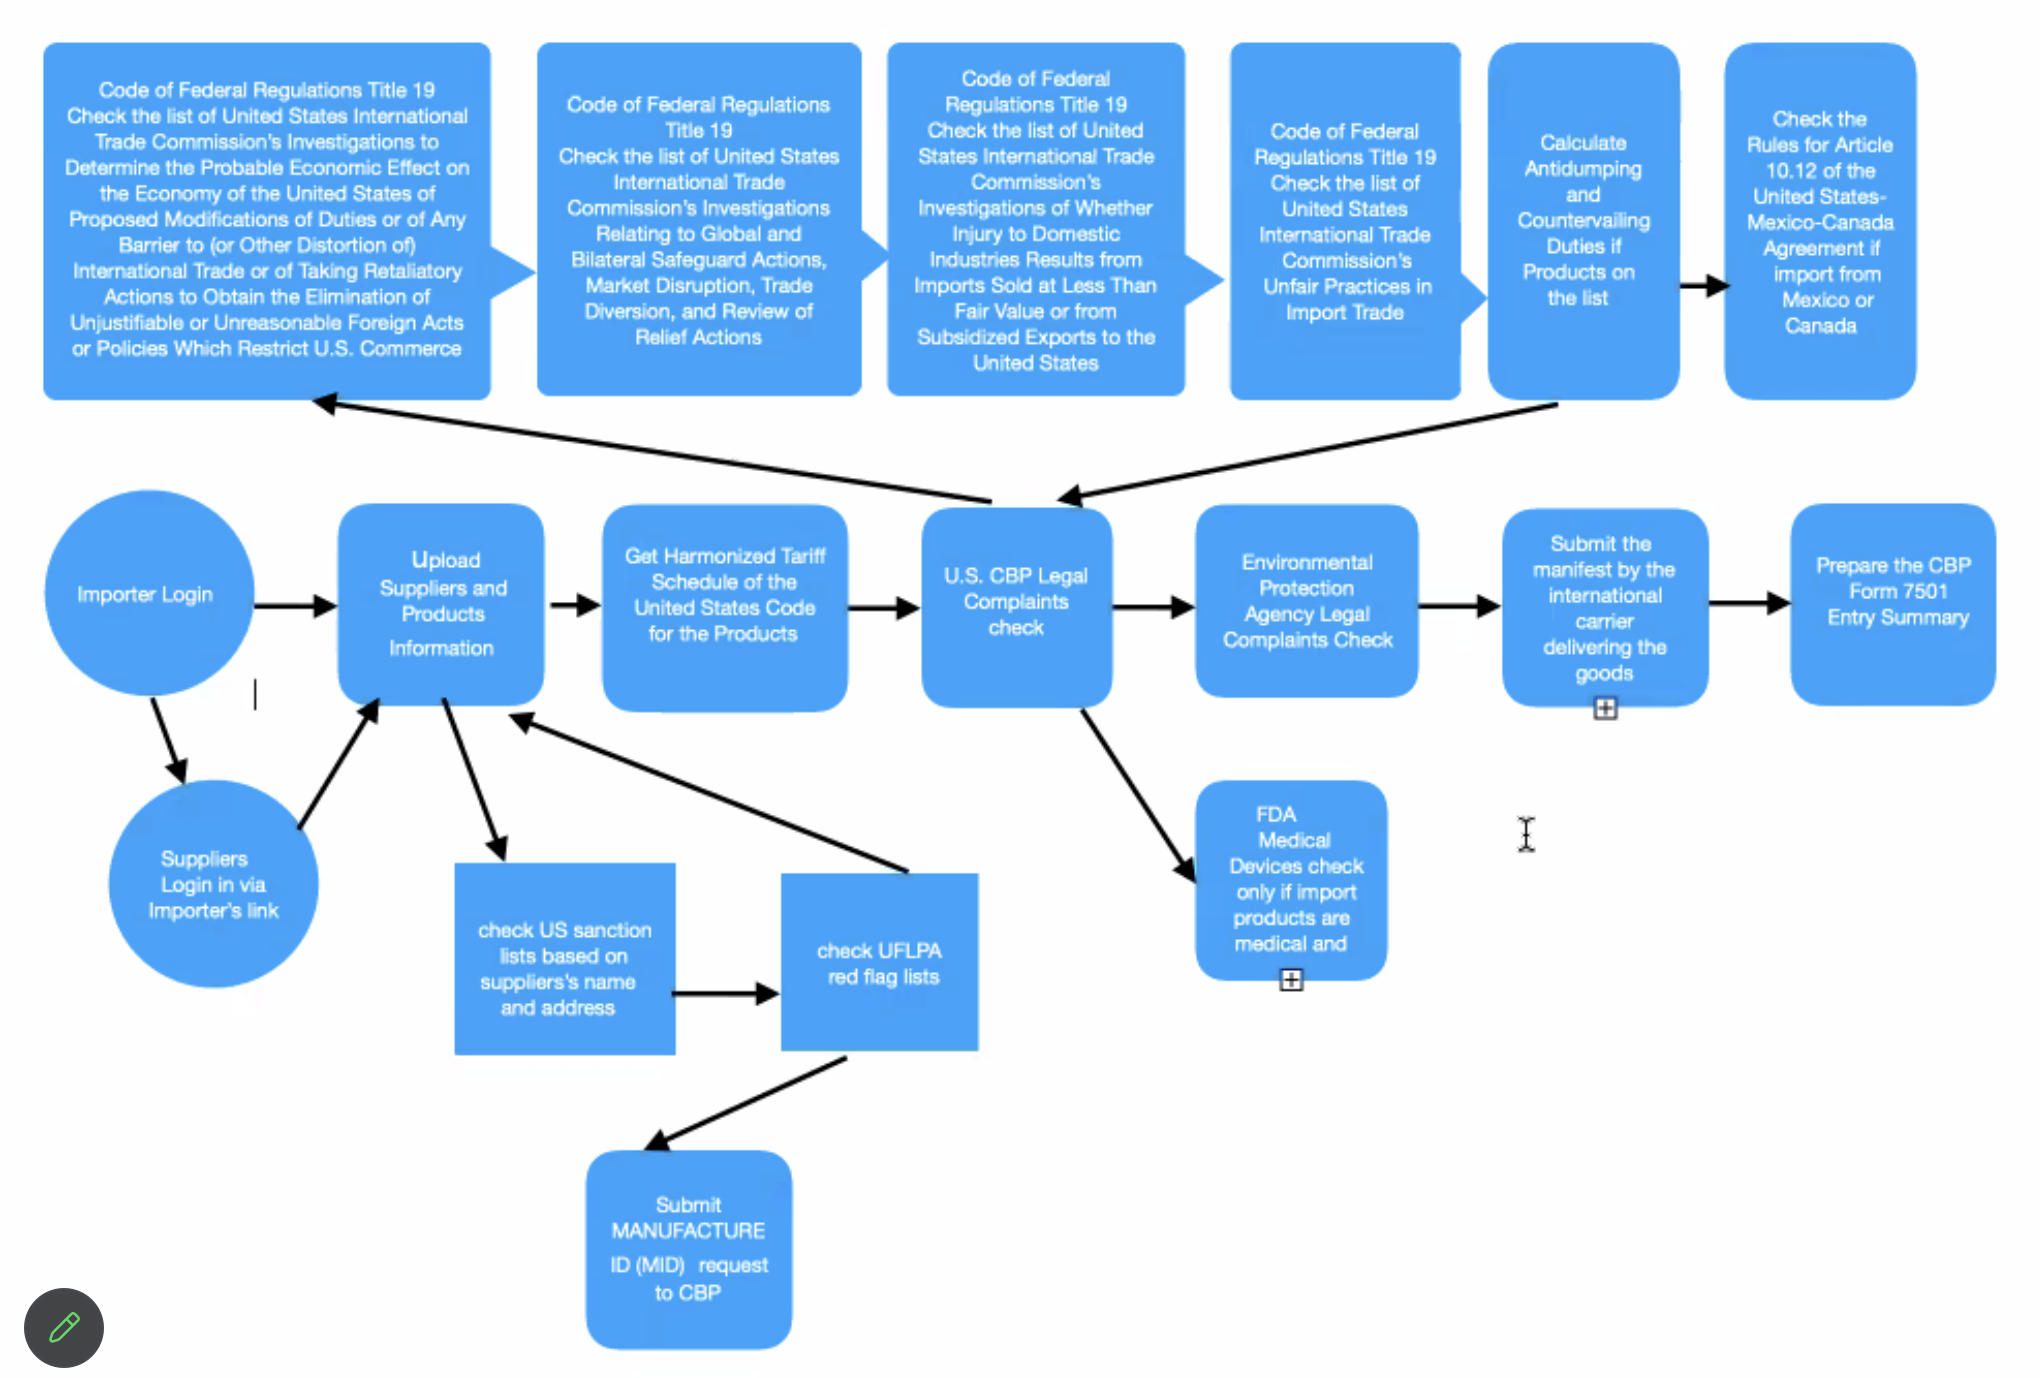 Code of Federal Regulations Title 19
Check the list of United States International
Trade Commission's Investigations to
Determine the Probable Economic Effect on
the Economy of the United States of
Proposed Modifications of Duties or of Any
Barrier to (or Other Distortion of)
International Trade or of Taking Retaliatory
Actions to Obtain the Elimination of
Unjustifiable or Unreasonable Foreign Acts
or Policies Which Restrict U.S. Commerce
Code of Federal Regulations
Title 19
Check the list of United States
International Trade
Commission's Investigations
Relating to Global and
Bilateral Safeguard Actions,
Market Disruption, Trade
Diversion, and Review of
Relief Actions
Code of Federal
Regulations Title 19
Check the list of United
States International Trade
Commission's
Investigations of Whether
Injury to Domestic
Industries Results from
Imports Sold at Less Than
Fair Value or from
Subsidized Exports to the
United States
Code of Federal
Regulations Title 19
Check the list of
United States
International Trade
Commission's
Unfair Practices in
Import Trade
Calculate
Antidumping
and
Countervailing
Duties if
Products on
the list
Check the
Rules for Article
10.12 of the
United States-
Mexico-Canada
Agreement if
import from
Mexico or
Canada
Importer Login
Upload
Suppliers and
Products
Information
Get Harmonized Tariff
Schedule of the
United States Code
for the Products
U.S. CBP Legal
Complaints
check
Environmental
Protection
Agency Legal
Complaints Check
Submit the
manifest by the
international
carrier
delivering the
goods
Prepare the CBP
Form 7501
Entry Summary
Suppliers
Login in via
Importer's link
check US sanction
lists based on
suppliers's name
and address
check UFLPA
red flag lists
FDA
Medical
Devices check
only if import
products are
medical and
Submit
MANUFACTURE
ID (MID) request
to CBP